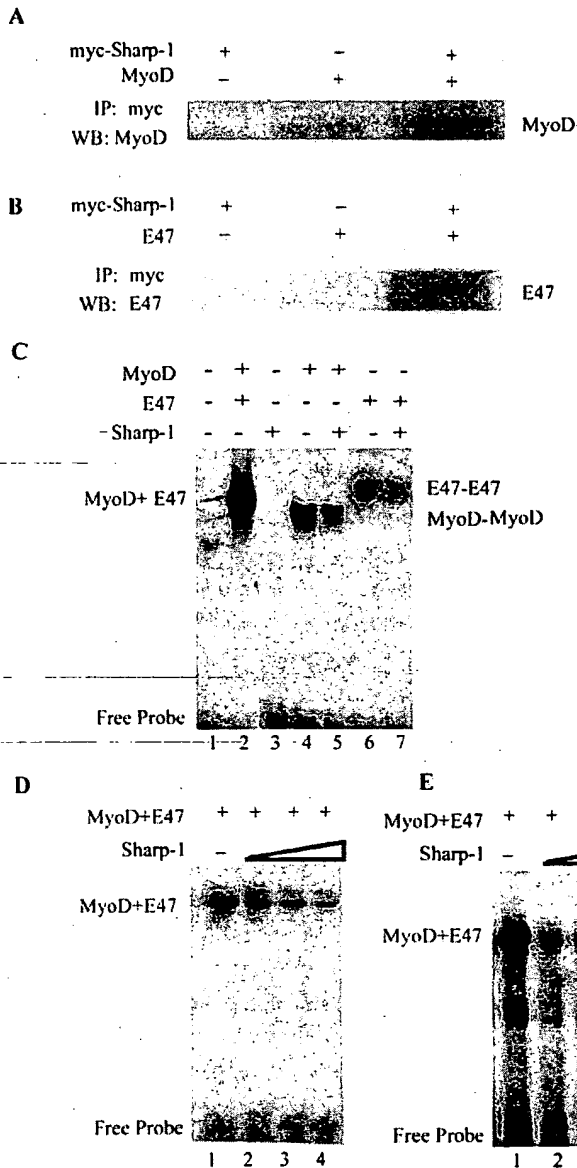 A
myc-Sharp-1 + - +
MyoD - + +
IP: myc
WB: MyoD
MyoD
B
myc-Sharp-1 + - +
E47 - + +
IP: myc
WB: E47
E47
C
MyoD - + - + + - -
E47 - + - - - + +
Sharp-1 - - + - + - +
MyoD+ E47
E47-E47
MyoD-MyoD
Free Probe
1 2 3 4 5 6 7
D
MyoD+E47 + + + +
Sharp-1 -
MyoD+E47
Free Probe
1 2 3 4
E
MyoD+E47 + +
Sharp-1 -
MyoD+E47
Free Probe
1 2